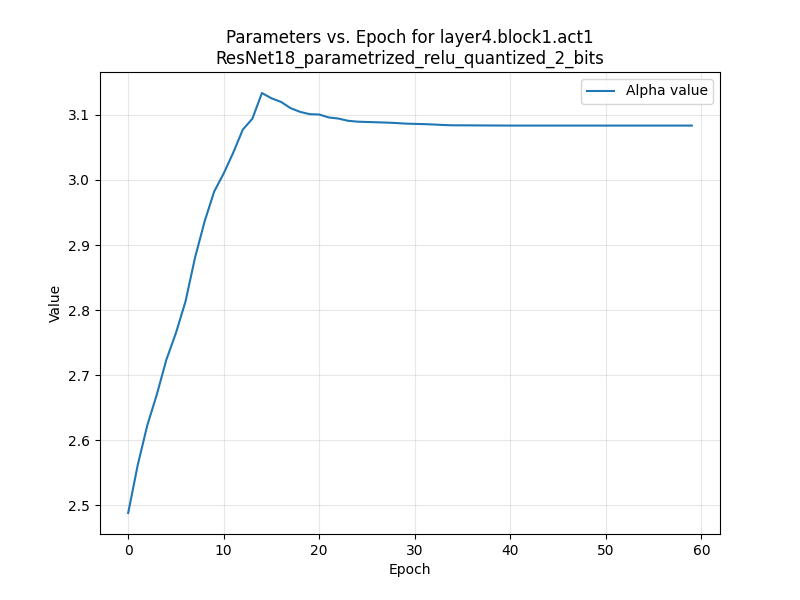 Parameters vs. Epoch for layer4.block1.act1
ResNet18_parametrized_relu_quantized_2_bits
Alpha value
3.1
3.0
2.9
2.8
2.7
2.6
2.5
Value
0 10 20 30 40 50 60
Epoch